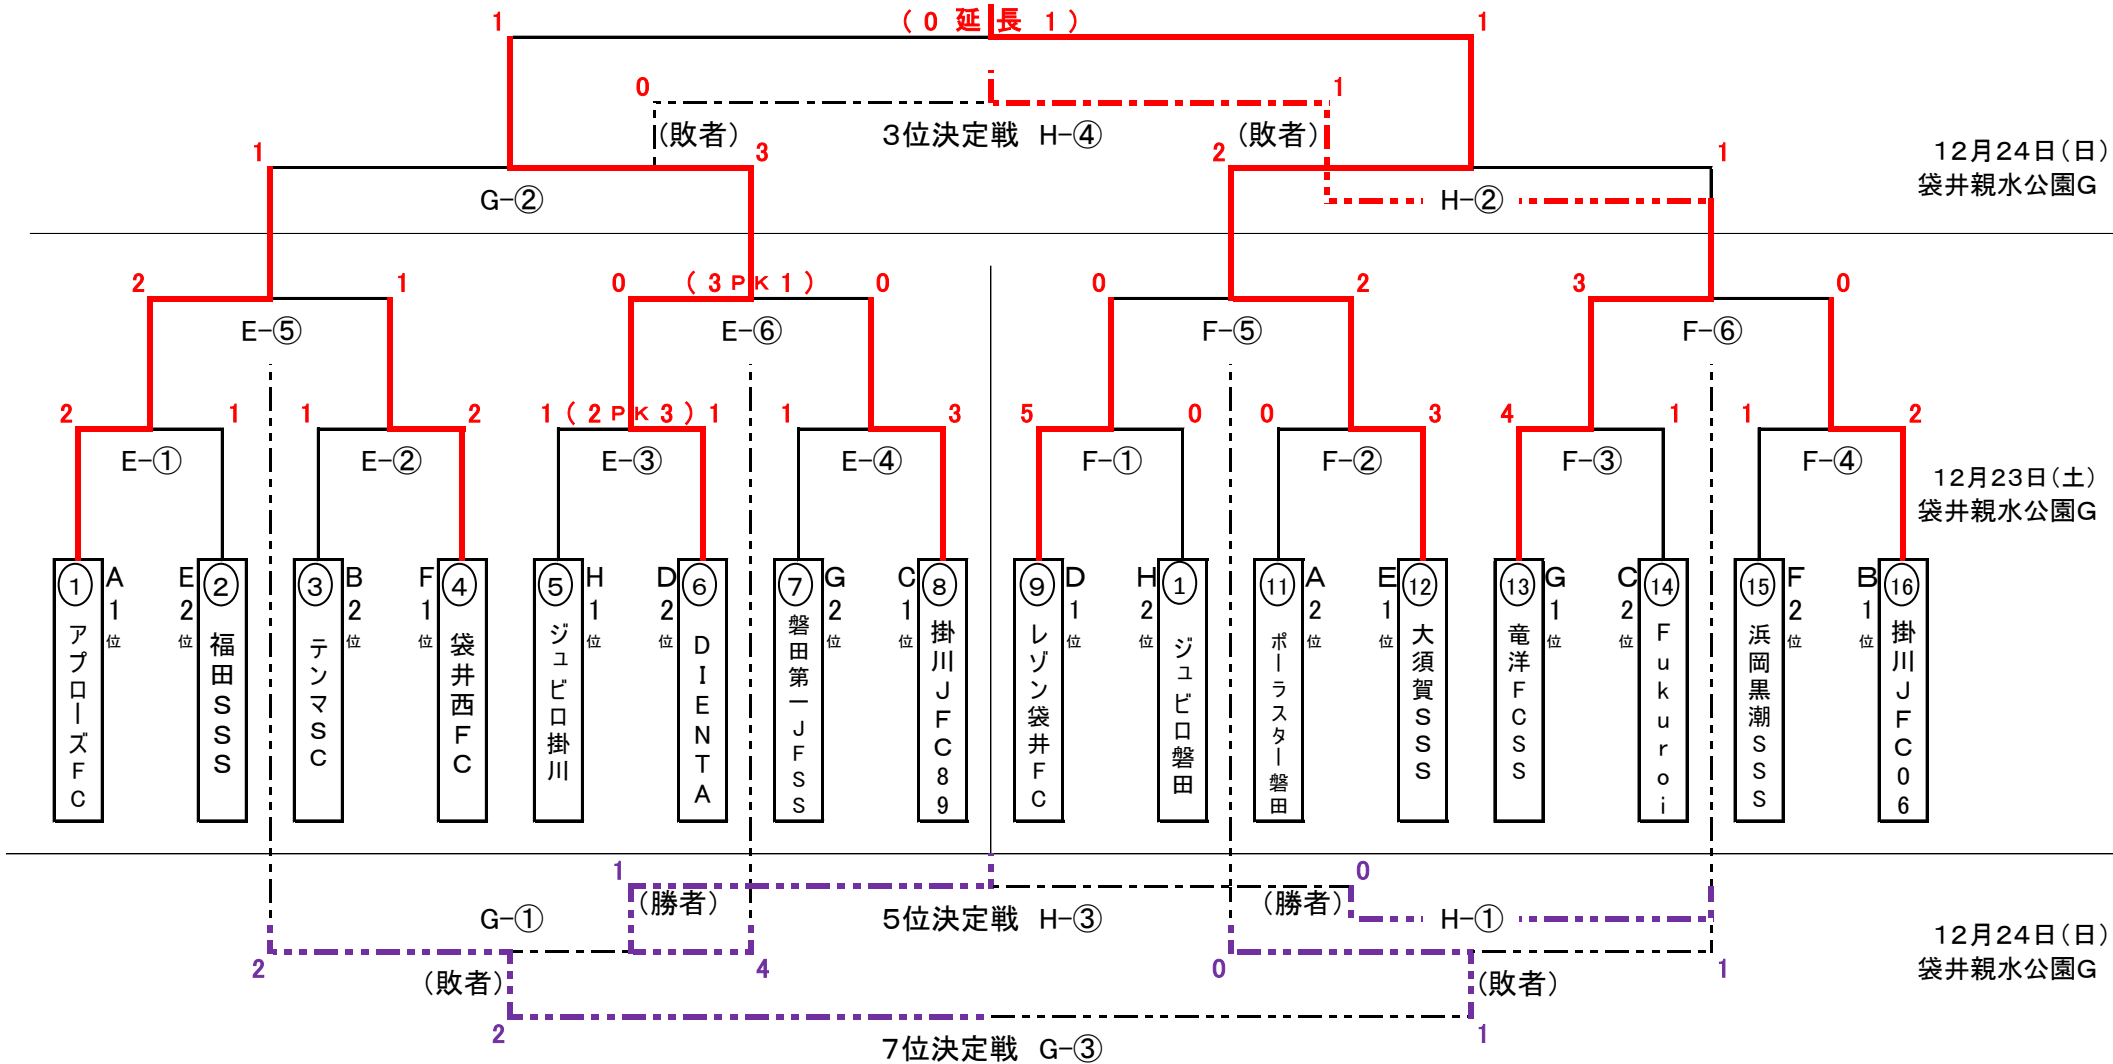 1 (０ 延 長 １) 1
0 1
(敗者) 3位決定戦 H-④ (敗者)
1 3 2 1
12月24日(日)
袋井親水公園G
G-② H-②
2 1 0 (３ＰＫ１) 0 0 2 3 0
E-⑤ E-⑥ F-⑤ F-⑥
2 1 1 2 1(２ＰＫ３)1 1 3 5 0 0 3 4 1 1 2
E-① E-② E-③ E-④ F-① F-② F-③ F-④
12月23日(土)
袋井親水公園G
① アプローズFC A1位
② 福田SSS E2位
③ テンマSC B2位
④ 袋井西FC F1位
⑤ ジュビロ掛川 H1位
⑥ DIENTA D2位
⑦ 磐田第一JFSS G2位
⑧ 掛川JFC89 C1位
⑨ レゾン袋井FC D1位
① ジュビロ磐田 H2位
⑪ ポーラスター磐田 A2位
⑫ 大須賀SSS E1位
⑬ 竜洋FCSS G1位
⑭ Fukuroi C2位
⑮ 浜岡黒潮SSS F2位
⑯ 掛川JFC06 B1位
1 0
(勝者) (勝者)
G-① 5位決定戦 H-③ H-①
12月24日(日)
袋井親水公園G
2 4 0 1
(敗者) (敗者)
2 1
7位決定戦 G-③